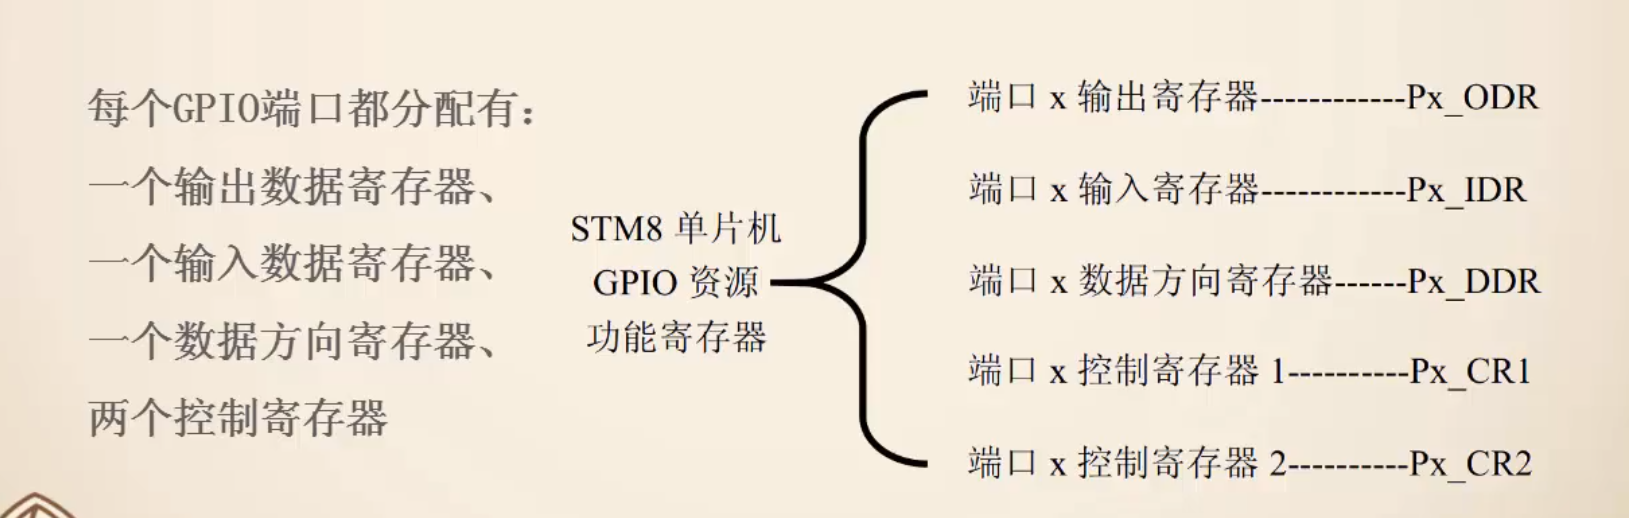 每个GPIO端口都分配有：
一个输出数据寄存器、
一个输入数据寄存器、
一个数据方向寄存器、
两个控制寄存器
STM8 单片机
GPIO 资源
功能寄存器
端口 x 输出寄存器------------Px_ODR
端口 x 输入寄存器------------Px_IDR
端口 x 数据方向寄存器------Px_DDR
端口 x 控制寄存器 1----------Px_CR1
端口 x 控制寄存器 2----------Px_CR2